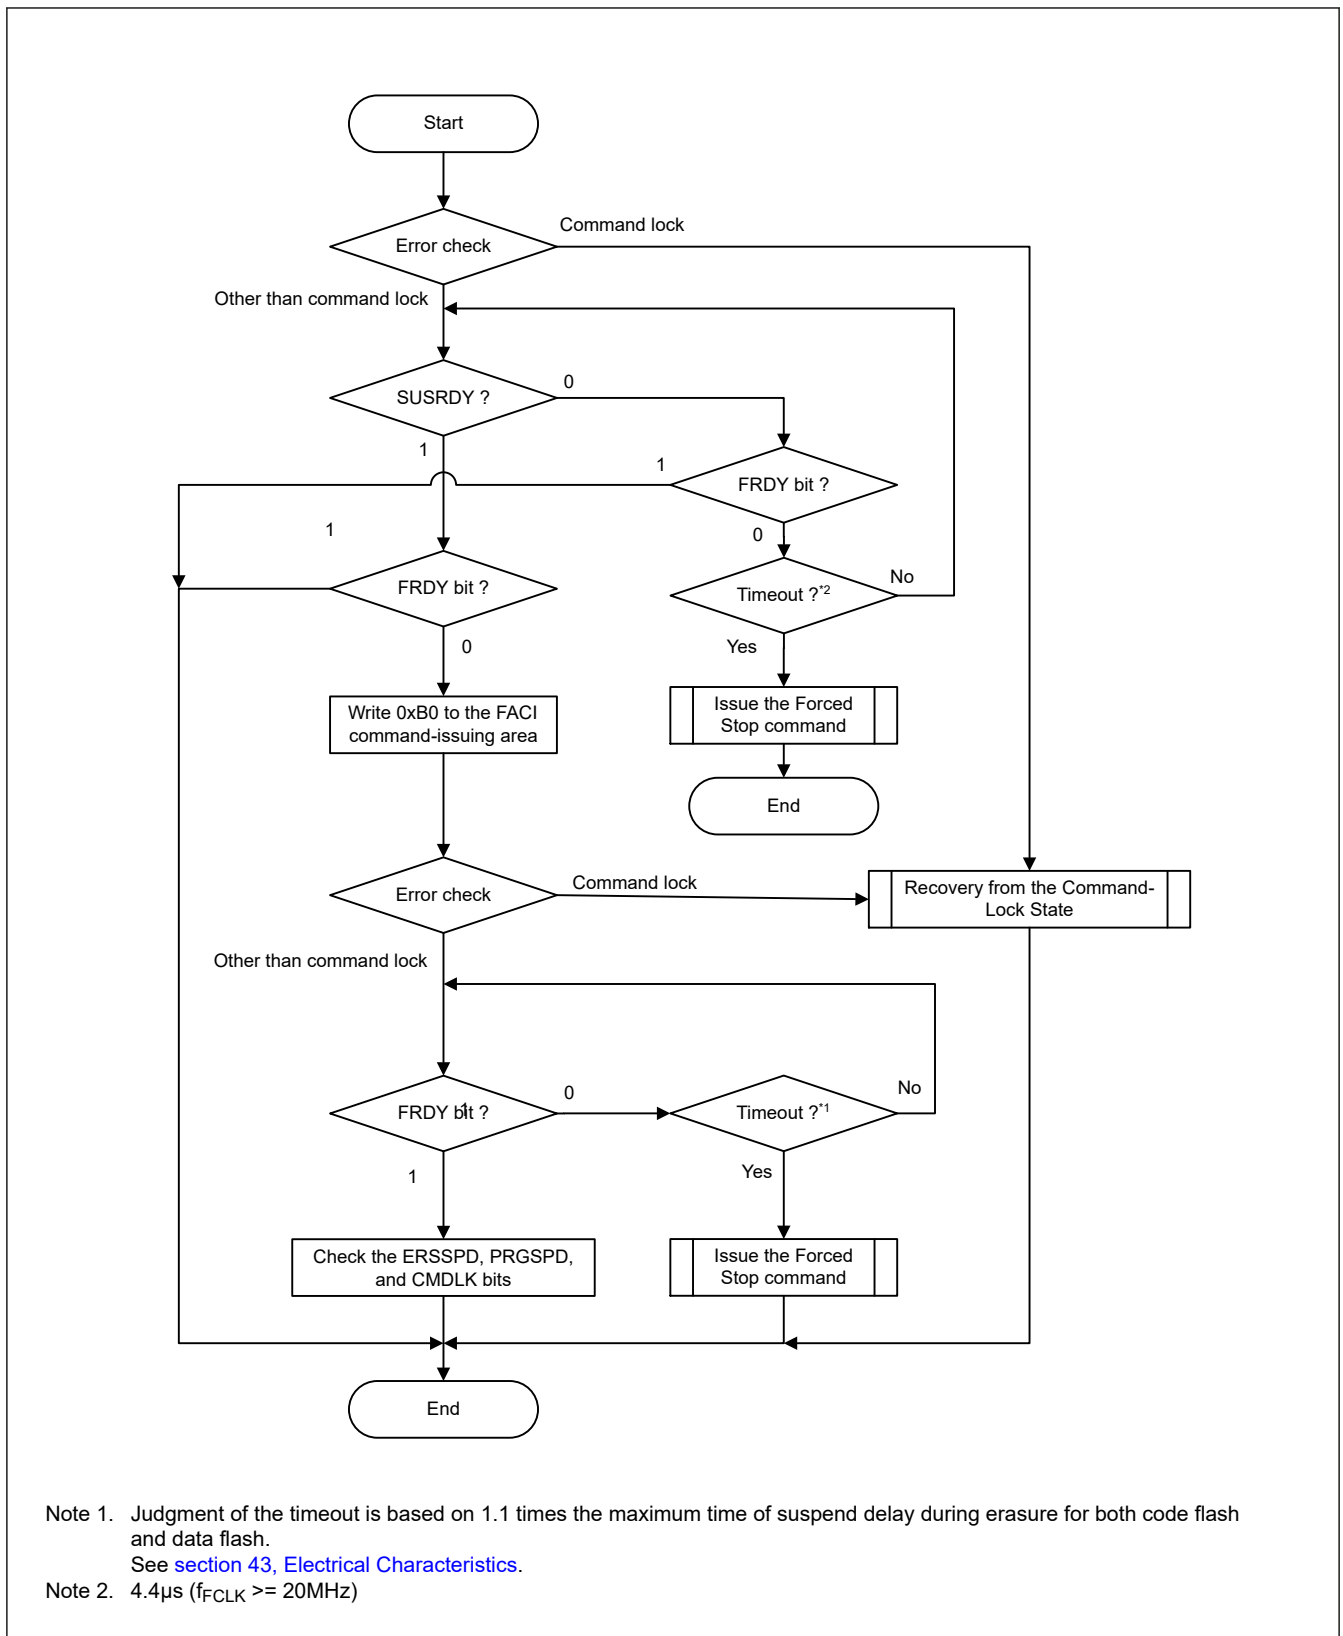 Start
Error check
Command lock
Other than command lock
SUSRDY ?
0
1
1
FRDY bit ?
1
0
FRDY bit ?
Timeout ?*2
No
0
Yes
Write 0xB0 to the FACI
command-issuing area
Issue the Forced
Stop command
End
Error check
Command lock
Recovery from the Command-
Lock State
Other than command lock
FRDY bit ?
1
0
Timeout ?*1
No
1
Yes
Check the ERSSPD, PRGSPD,
and CMDLK bits
Issue the Forced
Stop command
End
Note 1. Judgment of the timeout is based on 1.1 times the maximum time of suspend delay during erasure for both code flash
and data flash.
See section 43, Electrical Characteristics.
Note 2. 4.4µs (fFCLK >= 20MHz)